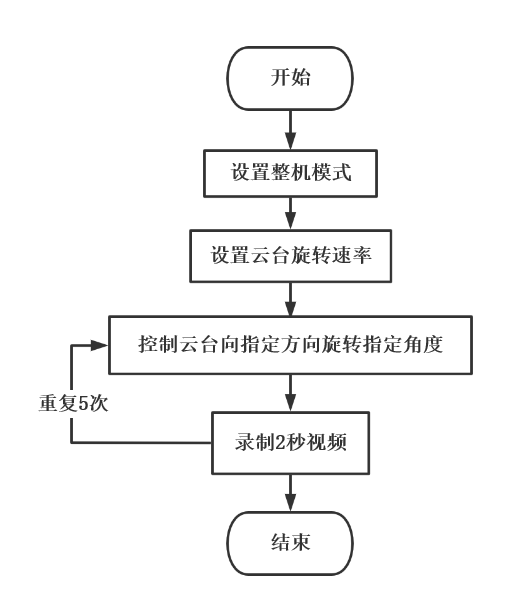 开始
设置整机模式
设置云台旋转速率
控制云台向指定方向旋转指定角度
重复5次
录制2秒视频
结束